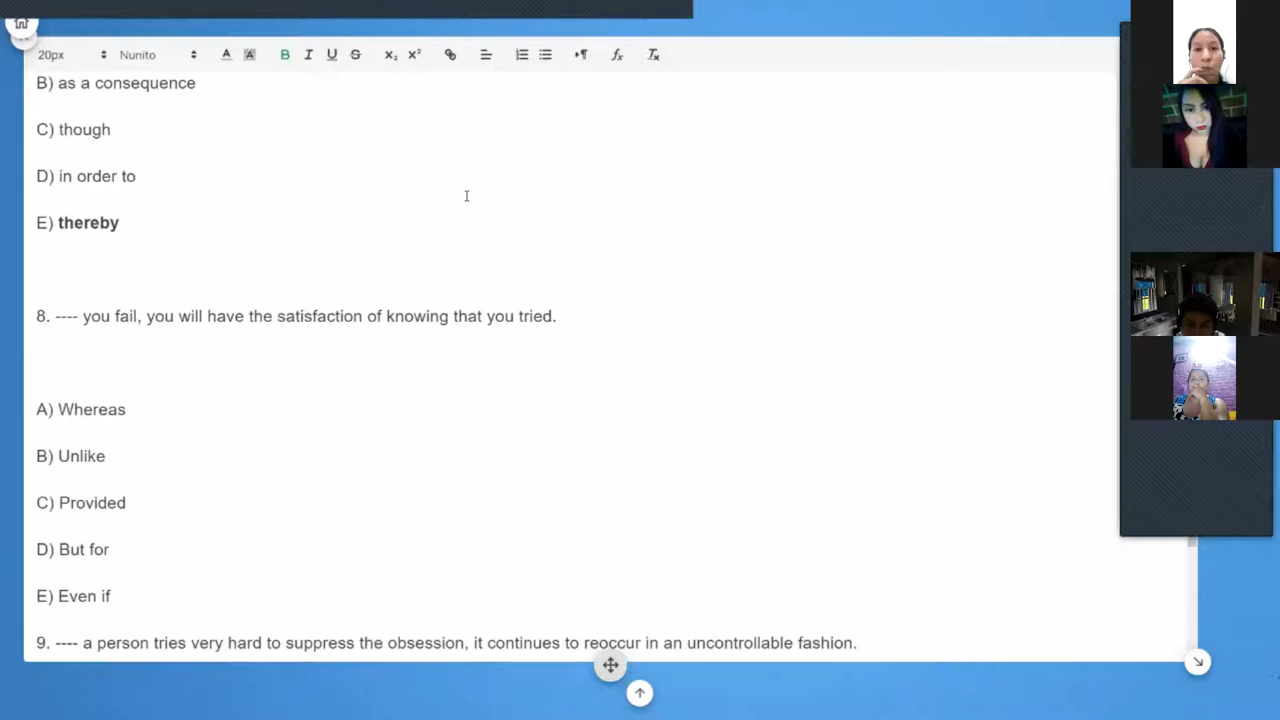 20px Nunito
B) as a consequence
C) though
D) in order to
E) thereby
8. ---- you fail, you will have the satisfaction of knowing that you tried.
A) Whereas
B) Unlike
C) Provided
D) But for
E) Even if
9. ---- a person tries very hard to suppress the obsession, it continues to reoccur in an uncontrollable fashion.